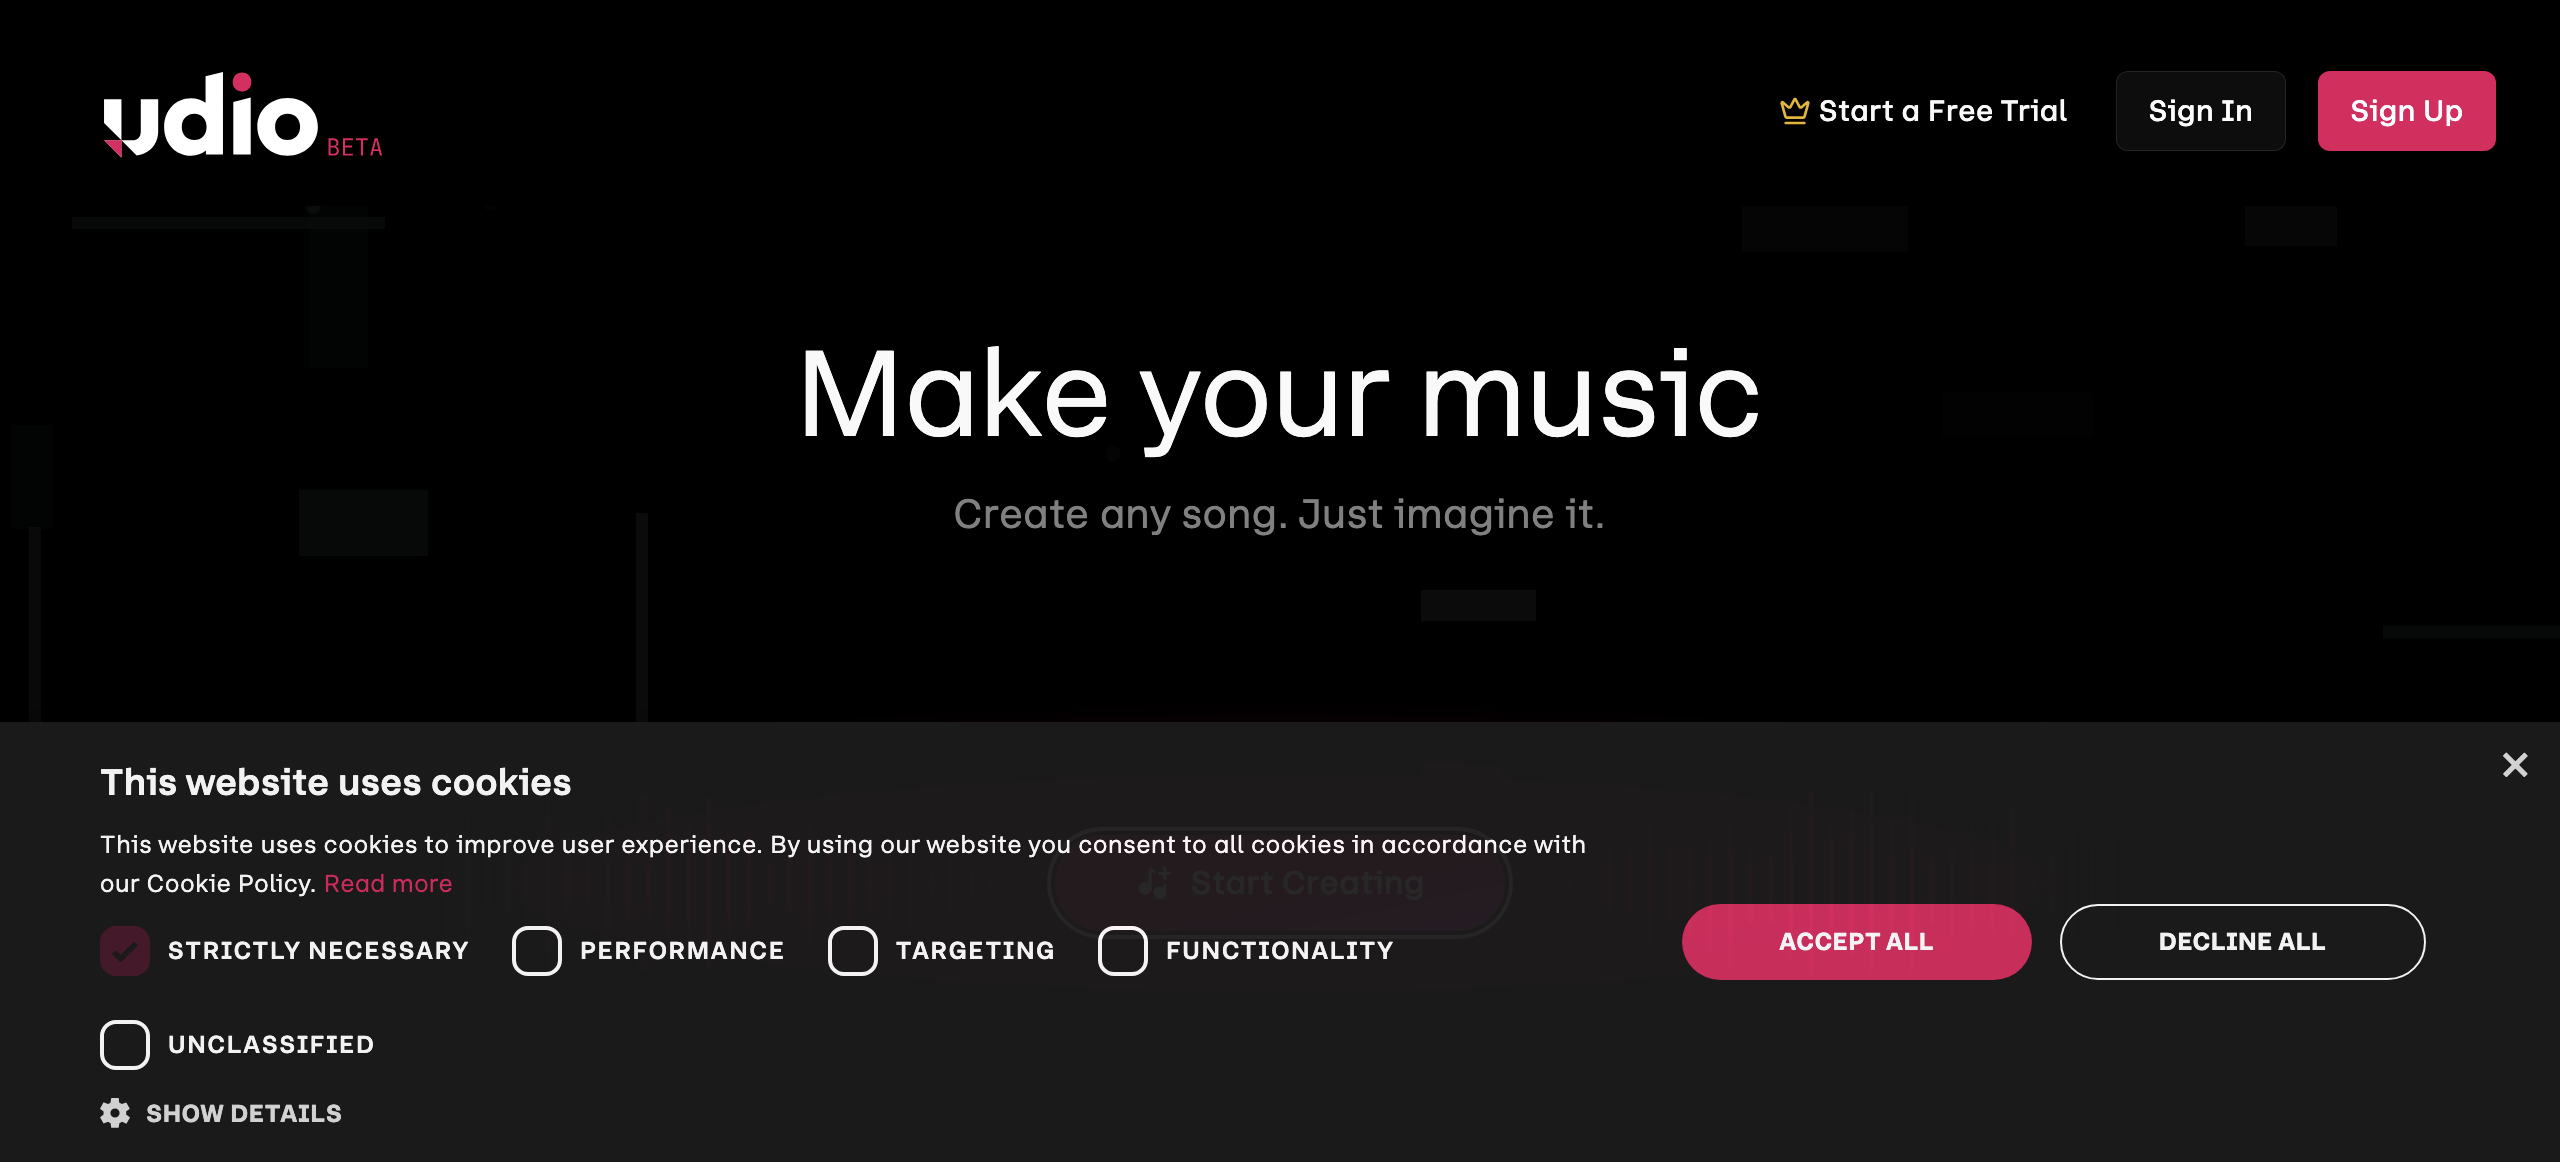 udio BETA
Start a Free Trial
Sign In
Sign Up
Make your music
Create any song. Just imagine it.
This website uses cookies
This website uses cookies to improve user experience. By using our website you consent to all cookies in accordance with
our Cookie Policy. Read more
Start Creating
STRICTLY NECESSARY
PERFORMANCE
TARGETING
FUNCTIONALITY
ACCEPT ALL
DECLINE ALL
UNCLASSIFIED
SHOW DETAILS